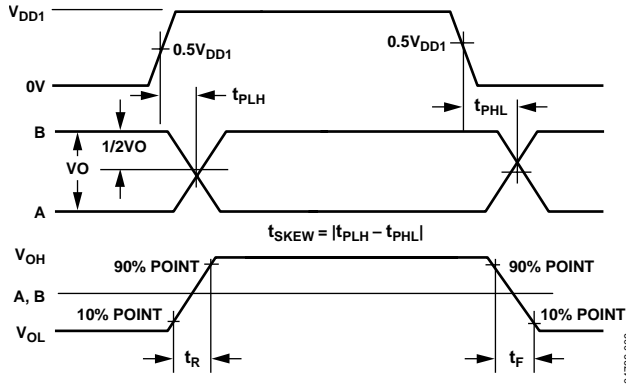 VDD1
0.5VDD1
0.5VDD1
0V
tPLH
tPHL
B
1/2VO
VO
A
tSKEW = |tPLH – tPHL|
VOH
90% POINT
90% POINT
A, B
10% POINT
10% POINT
VOL
tR
tF